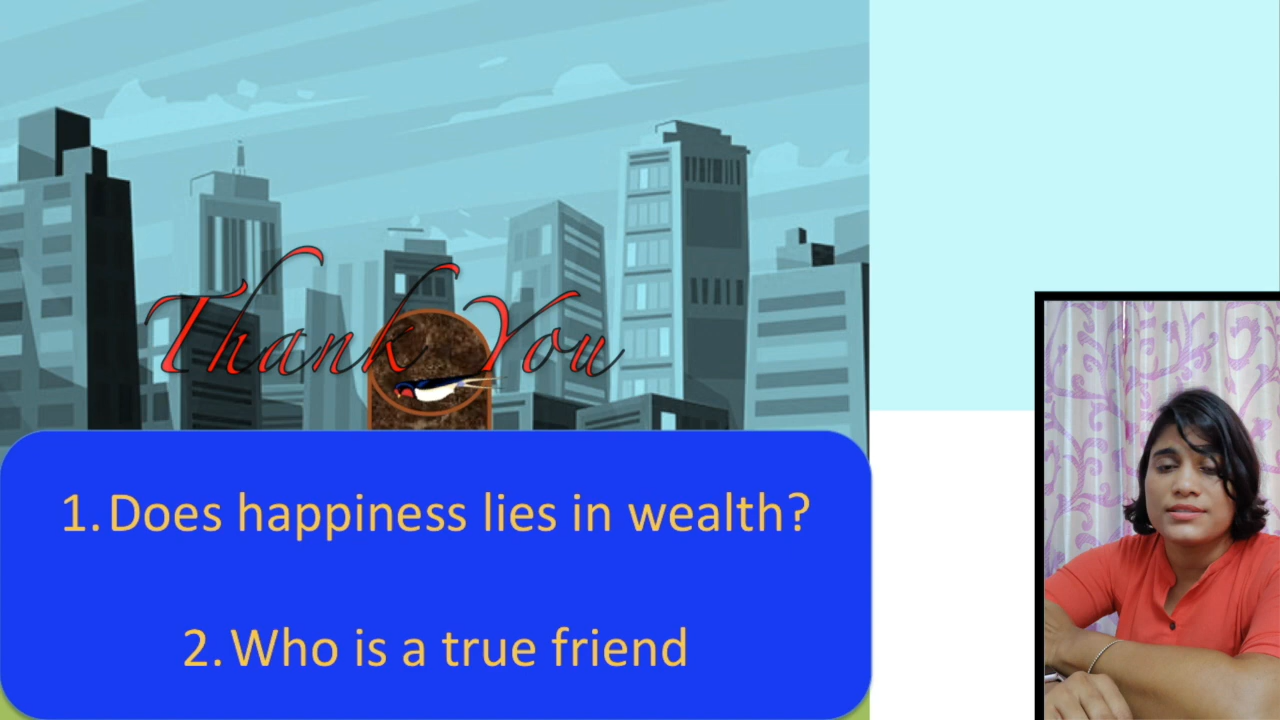 Thank You
1. Does happiness lies in wealth?
2. Who is a true friend